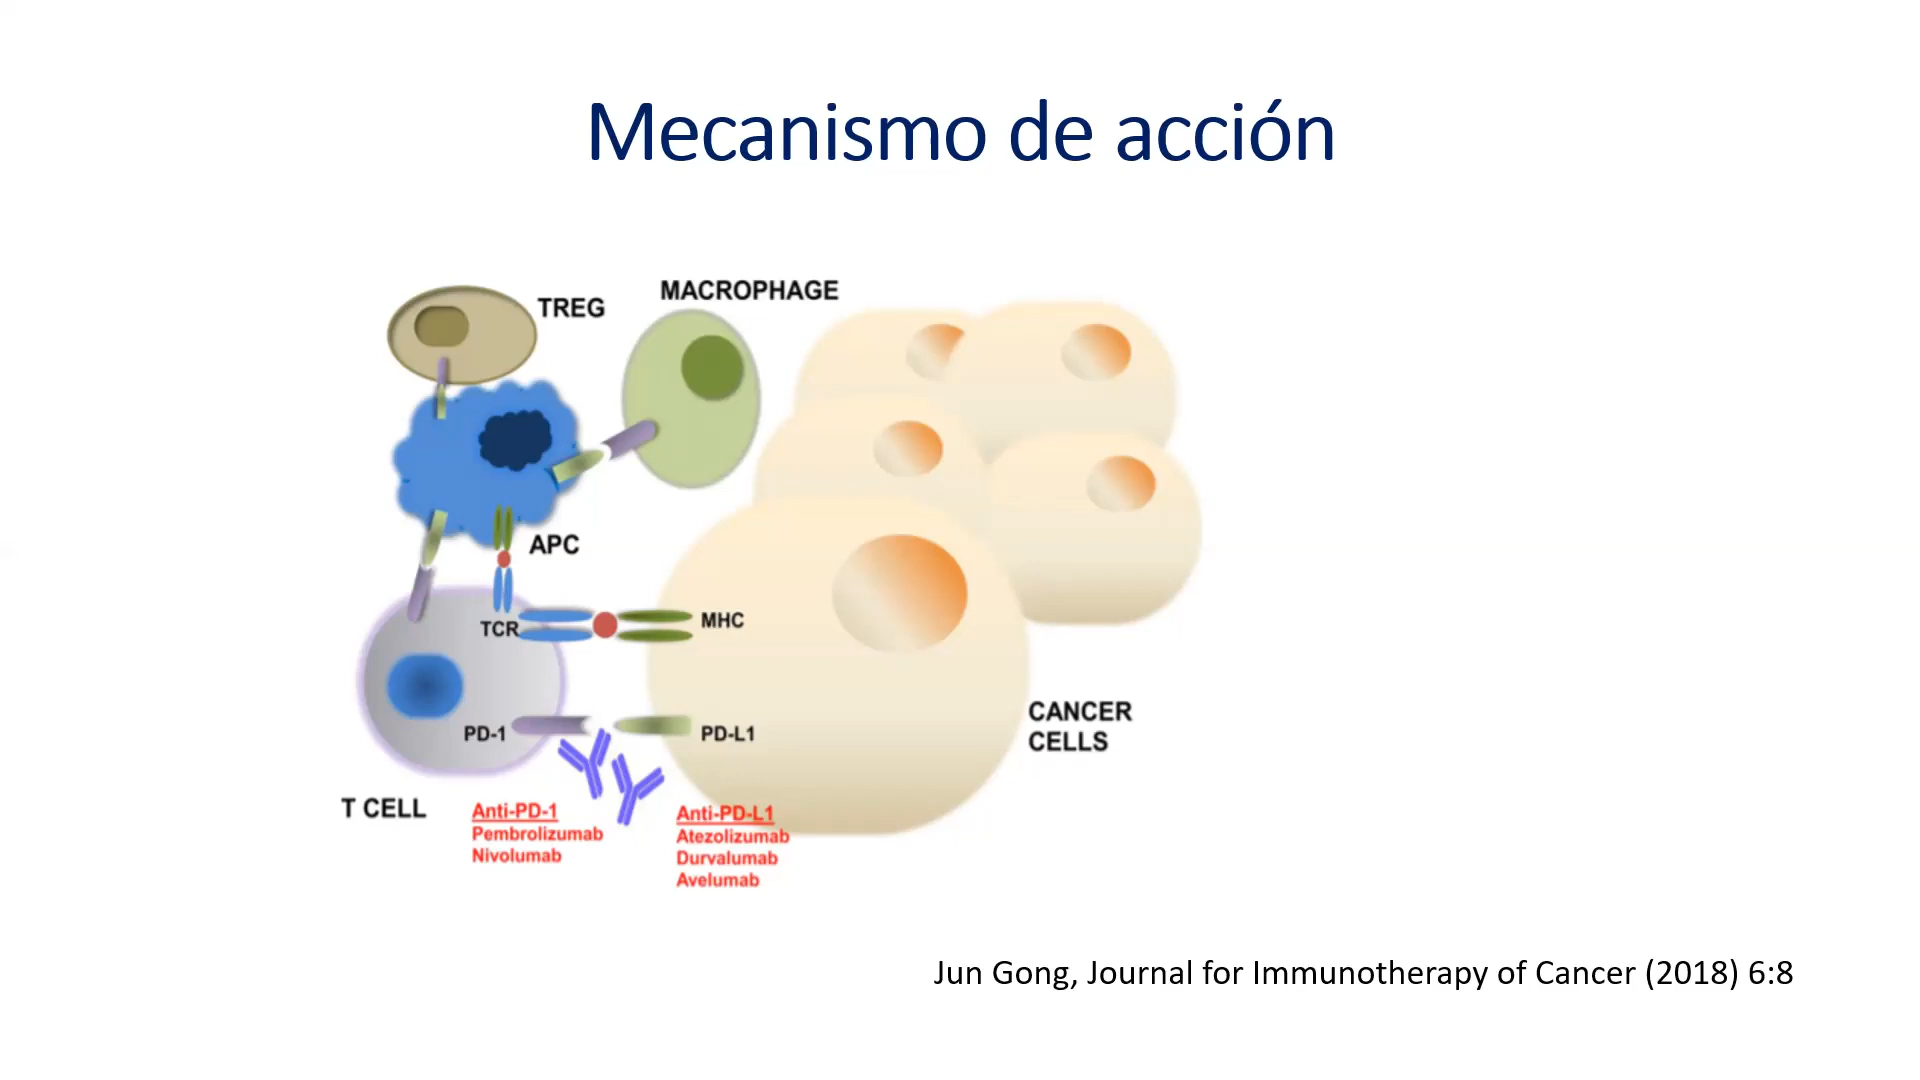 Mecanismo de acción
TREG
MACROPHAGE
APC
TCR
MHC
PD-1
PD-L1
CANCER
CELLS
T CELL
Anti-PD-1
Pembrolizumab
Nivolumab
Anti-PD-L1
Atezolizumab
Durvalumab
Avelumab
Jun Gong, Journal for Immunotherapy of Cancer (2018) 6:8